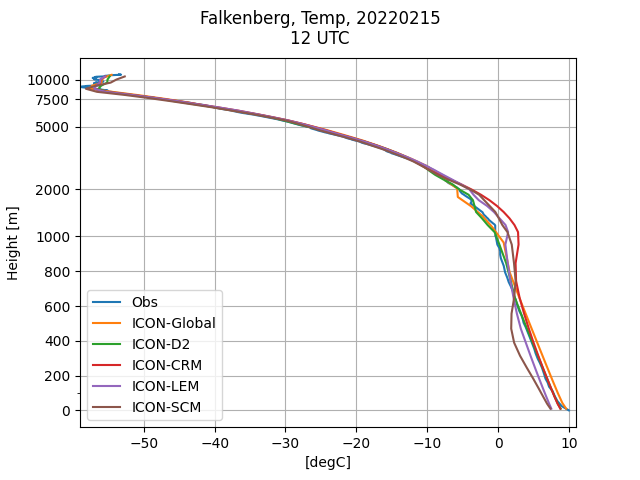 Falkenberg, Temp, 20220215
12 UTC
Height [m]
10000
7500
5000
2000
1000
800
600
400
200
0
Obs
ICON-Global
ICON-D2
ICON-CRM
ICON-LEM
ICON-SCM
−50 −40 −30 −20 −10 0 10
[degC]